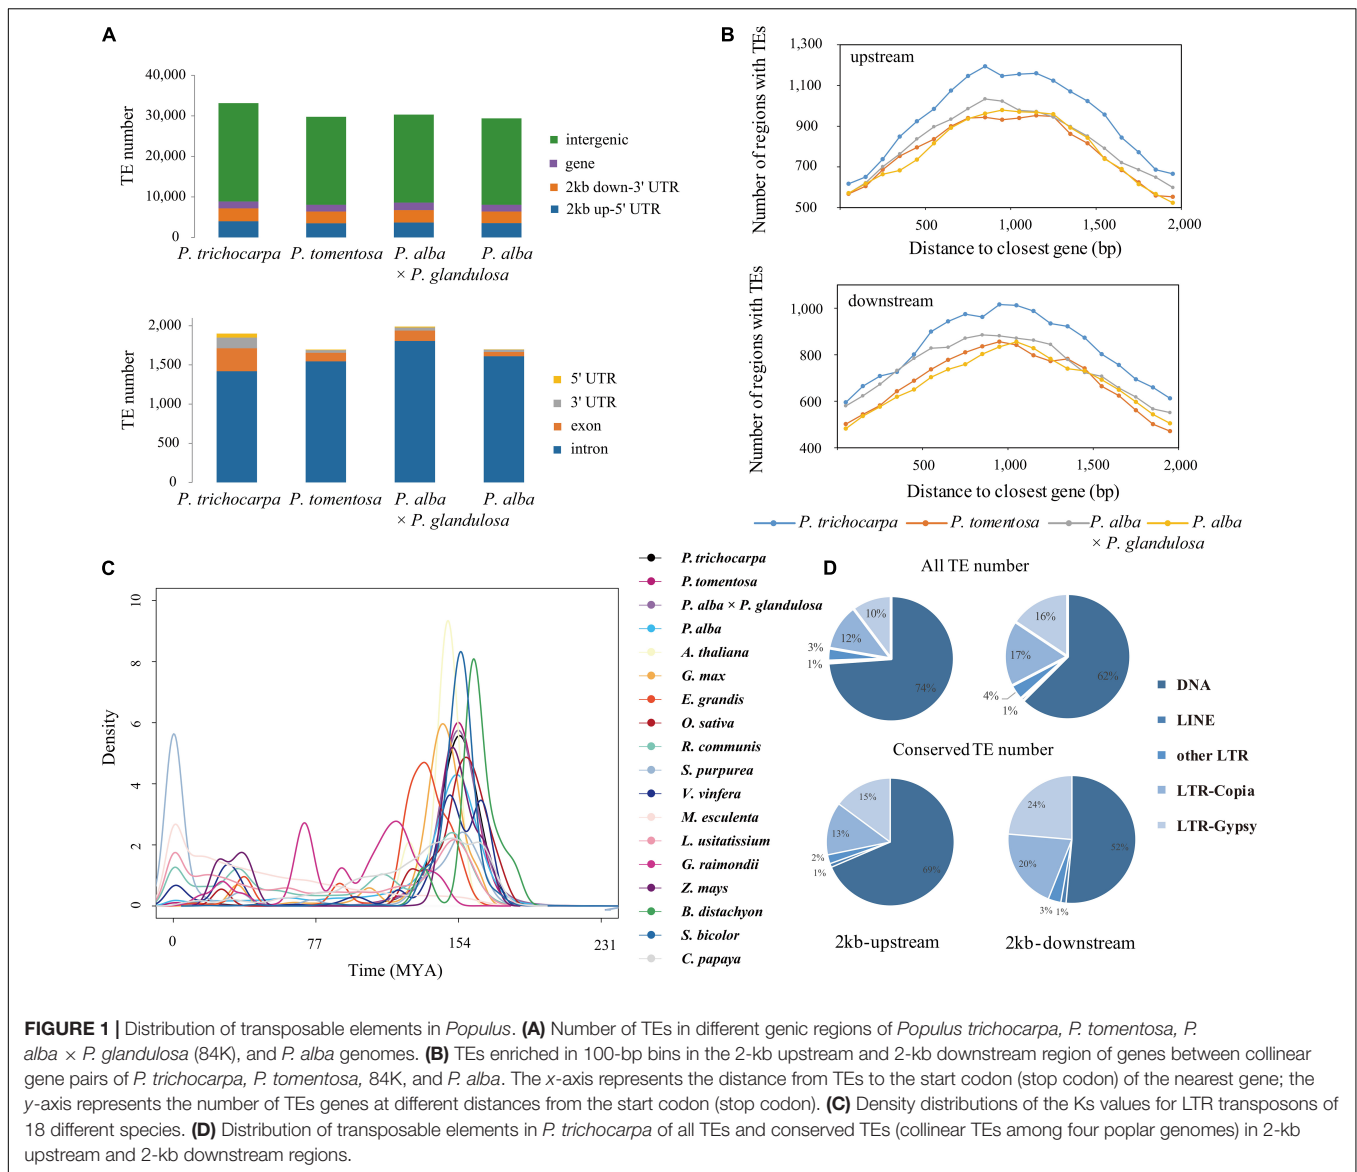 A
40,000
30,000
20,000
10,000
0
TE number
P. trichocarpa
P. tomentosa
P. alba
× P. glandulosa
P. alba
intergenic
gene
2kb down-3' UTR
2kb up-5' UTR
2,000
1,500
1,000
500
0
TE number
P. trichocarpa
P. tomentosa
P. alba
× P. glandulosa
P. alba
5' UTR
3' UTR
exon
intron
B
1,300
1,100
900
700
500
Number of regions with TEs
upstream
500
1,000
1,500
2,000
Distance to closest gene (bp)
1,000
800
600
400
Number of regions with TEs
downstream
500
1,000
1,500
2,000
Distance to closest gene (bp)
P. trichocarpa
P. tomentosa
P. alba
× P. glandulosa
P. alba
C
10
8
6
4
2
0
Density
0
77
154
231
Time (MYA)
P. trichocarpa
P. tomentosa
P. alba × P. glandulosa
P. alba
A. thaliana
G. max
E. grandis
O. sativa
R. communis
S. purpurea
V. vinfera
M. esculenta
L. usitatissium
G. raimondii
Z. mays
B. distachyon
S. bicolor
C. papaya
D
All TE number
10%
12%
3%
1%
74%
16%
17%
4%
1%
62%
Conserved TE number
15%
13%
2%
1%
69%
24%
20%
3%
1%
52%
2kb-upstream
2kb-downstream
DNA
LINE
other LTR
LTR-Copia
LTR-Gypsy
FIGURE 1 | Distribution of transposable elements in Populus. (A) Number of TEs in different genic regions of Populus trichocarpa, P. tomentosa, P.
alba × P. glandulosa (84K), and P. alba genomes. (B) TEs enriched in 100-bp bins in the 2-kb upstream and 2-kb downstream region of genes between collinear
gene pairs of P. trichocarpa, P. tomentosa, 84K, and P. alba. The x-axis represents the distance from TEs to the start codon (stop codon) of the nearest gene; the
y-axis represents the number of TEs genes at different distances from the start codon (stop codon). (C) Density distributions of the Ks values for LTR transposons of
18 different species. (D) Distribution of transposable elements in P. trichocarpa of all TEs and conserved TEs (collinear TEs among four poplar genomes) in 2-kb
upstream and 2-kb downstream regions.